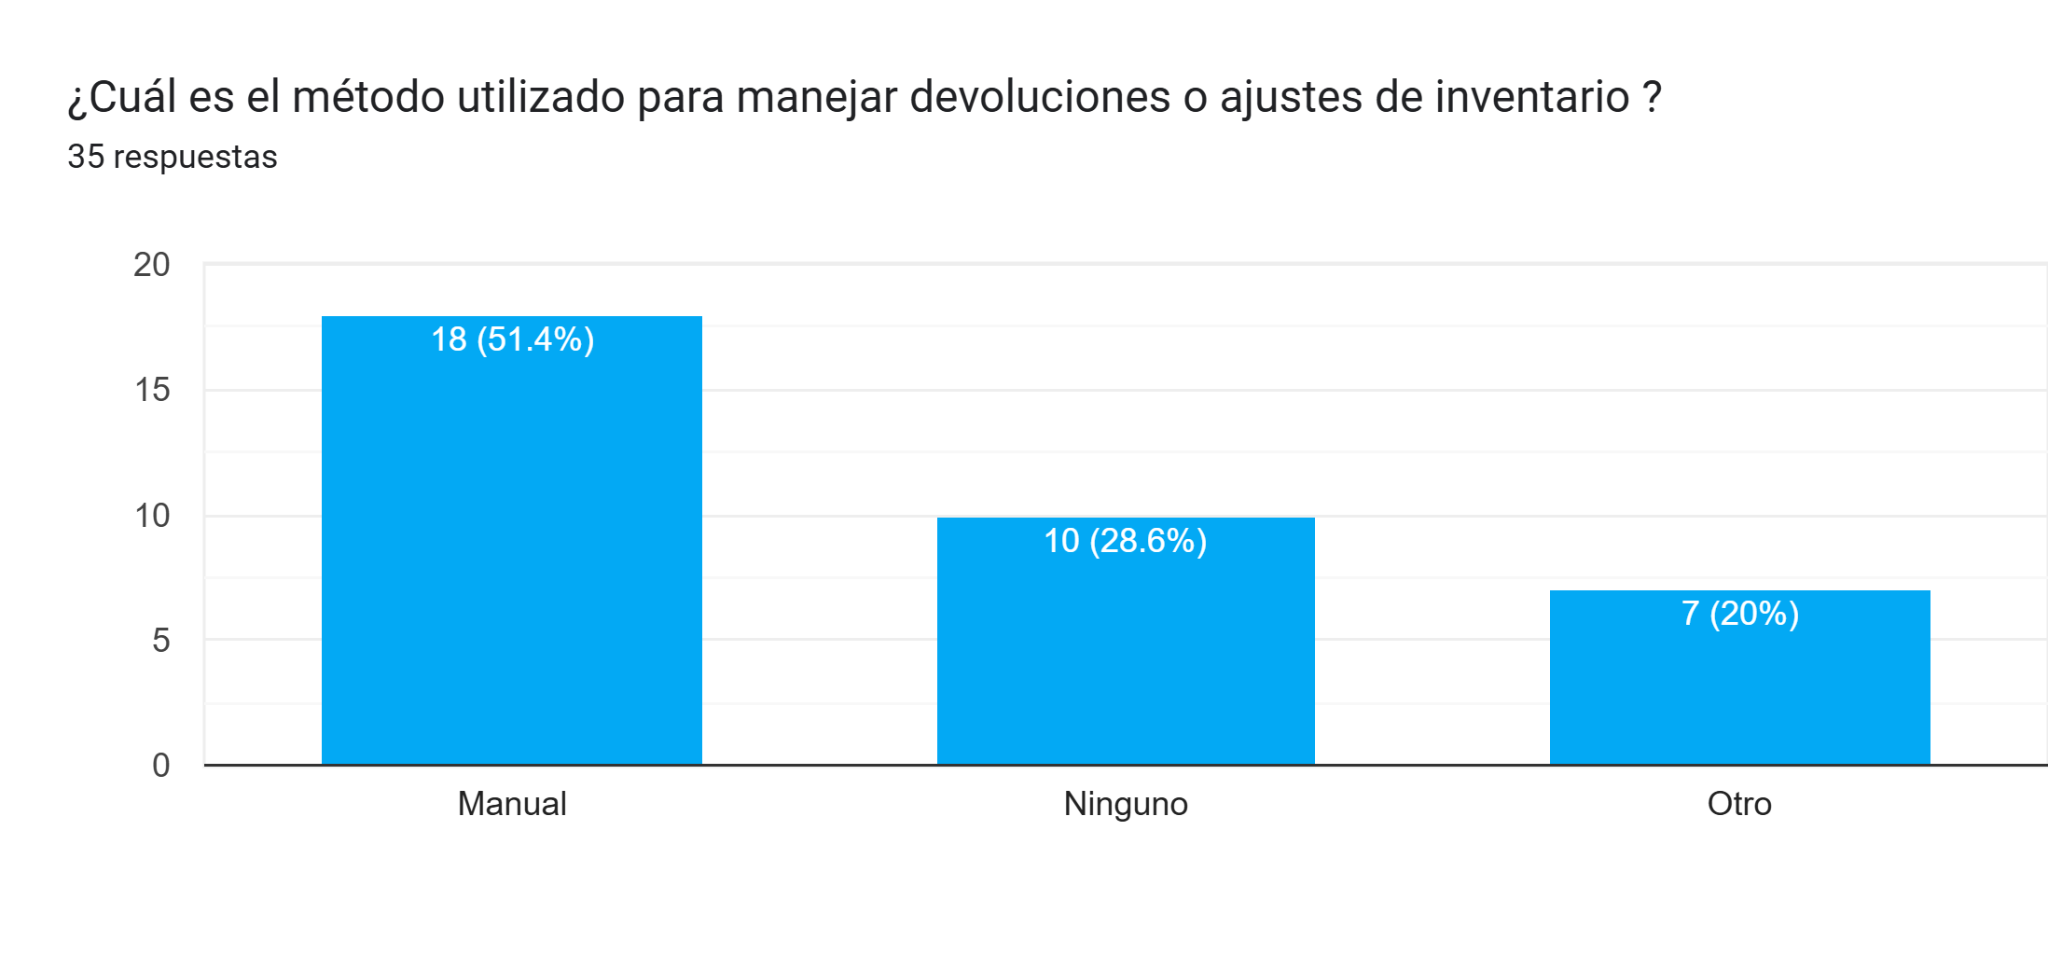 ¿Cuál es el método utilizado para manejar devoluciones o ajustes de inventario ?
35 respuestas
20
15
10
5
0
18 (51.4%)
10 (28.6%)
7 (20%)
Manual
Ninguno
Otro